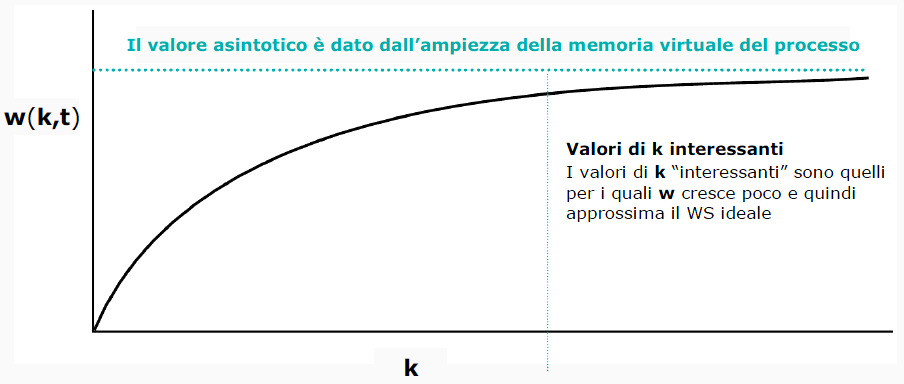 Il valore asintotico è dato dall’ampiezza della memoria virtuale del processo
w(k,t)
Valori di k interessanti
I valori di k “interessanti” sono quelli
per i quali w cresce poco e quindi
approssima il WS ideale
k